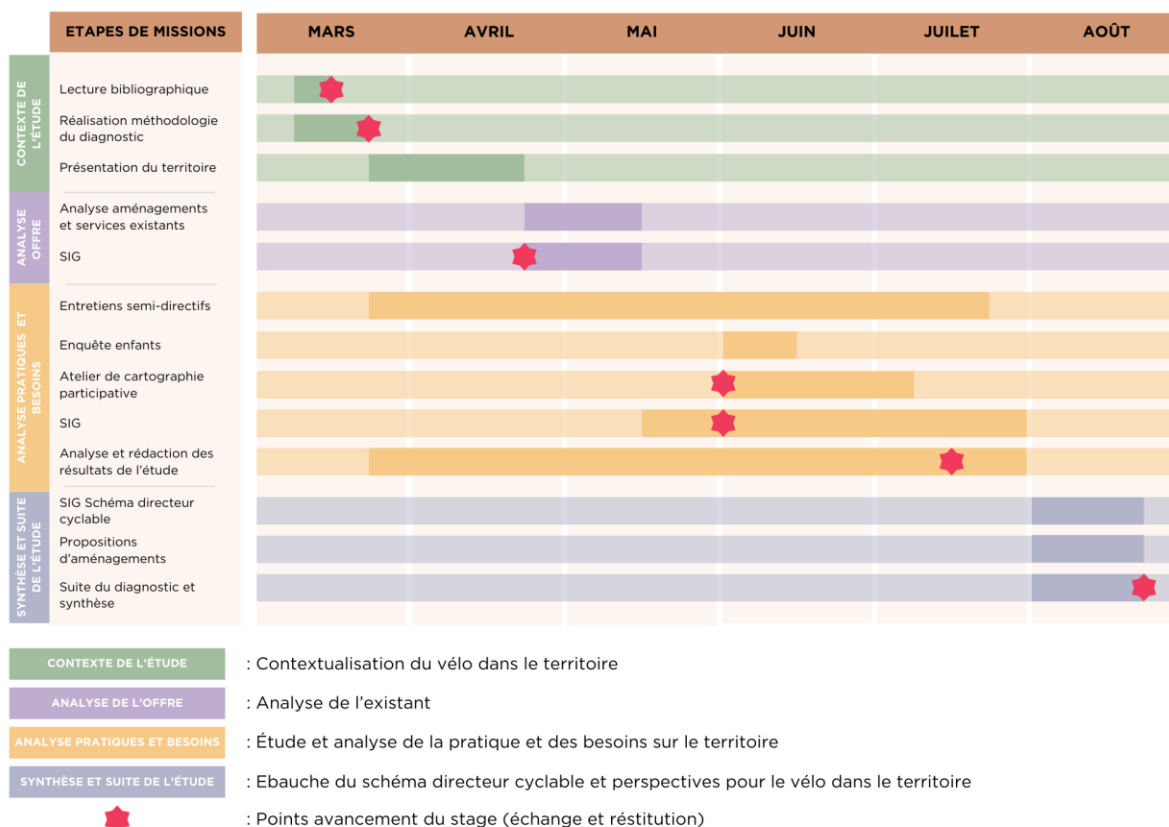 ETAPES DE MISSIONS
MARS
AVRIL
MAI
JUIN
JUILET
AOÛT
CONTEXTE DE
L'ÉTUDE
Lecture bibliographique
Réalisation méthodologie
du diagnostic
Présentation du territoire
ANALYSE
OFFRE
Analyse aménagements
et services existants
SIG
ANALYSE PRATIQUES ET
BESOINS
Entretiens semi-directifs
Enquête enfants
Atelier de cartographie
participative
SIG
Analyse et rédaction des
résultats de l'étude
SYNTHÈSE ET SUITE
DE L'ÉTUDE
SIG Schéma directeur
cyclable
Propositions
d'aménagements
Suite du diagnostic et
synthèse
CONTEXTE DE L'ÉTUDE : Contextualisation du vélo dans le territoire
ANALYSE DE L'OFFRE : Analyse de l'existant
ANALYSE PRATIQUES ET BESOINS : Étude et analyse de la pratique et des besoins sur le territoire
SYNTHÈSE ET SUITE DE L'ÉTUDE : Ebauche du schéma directeur cyclable et perspectives pour le vélo dans le territoire
: Points avancement du stage (échange et réstitution)